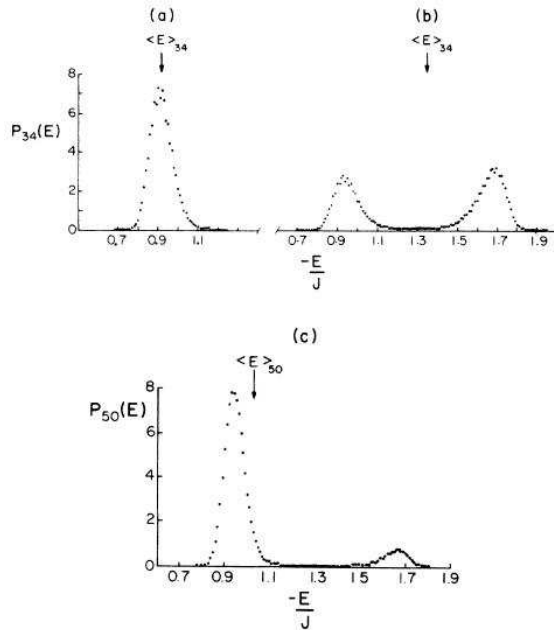 (a) (b)
<E>34 <E>34
8
6
P34(E)
4
2
0
0.7 0.9 1.1 0.7 0.9 1.1 1.3 1.5 1.7 1.9
-E
J
(c)
<E>50
8
P50(E)
6
4
2
0
0.7 0.9 1.1 1.3 1.5 1.7 1.9
-E
J